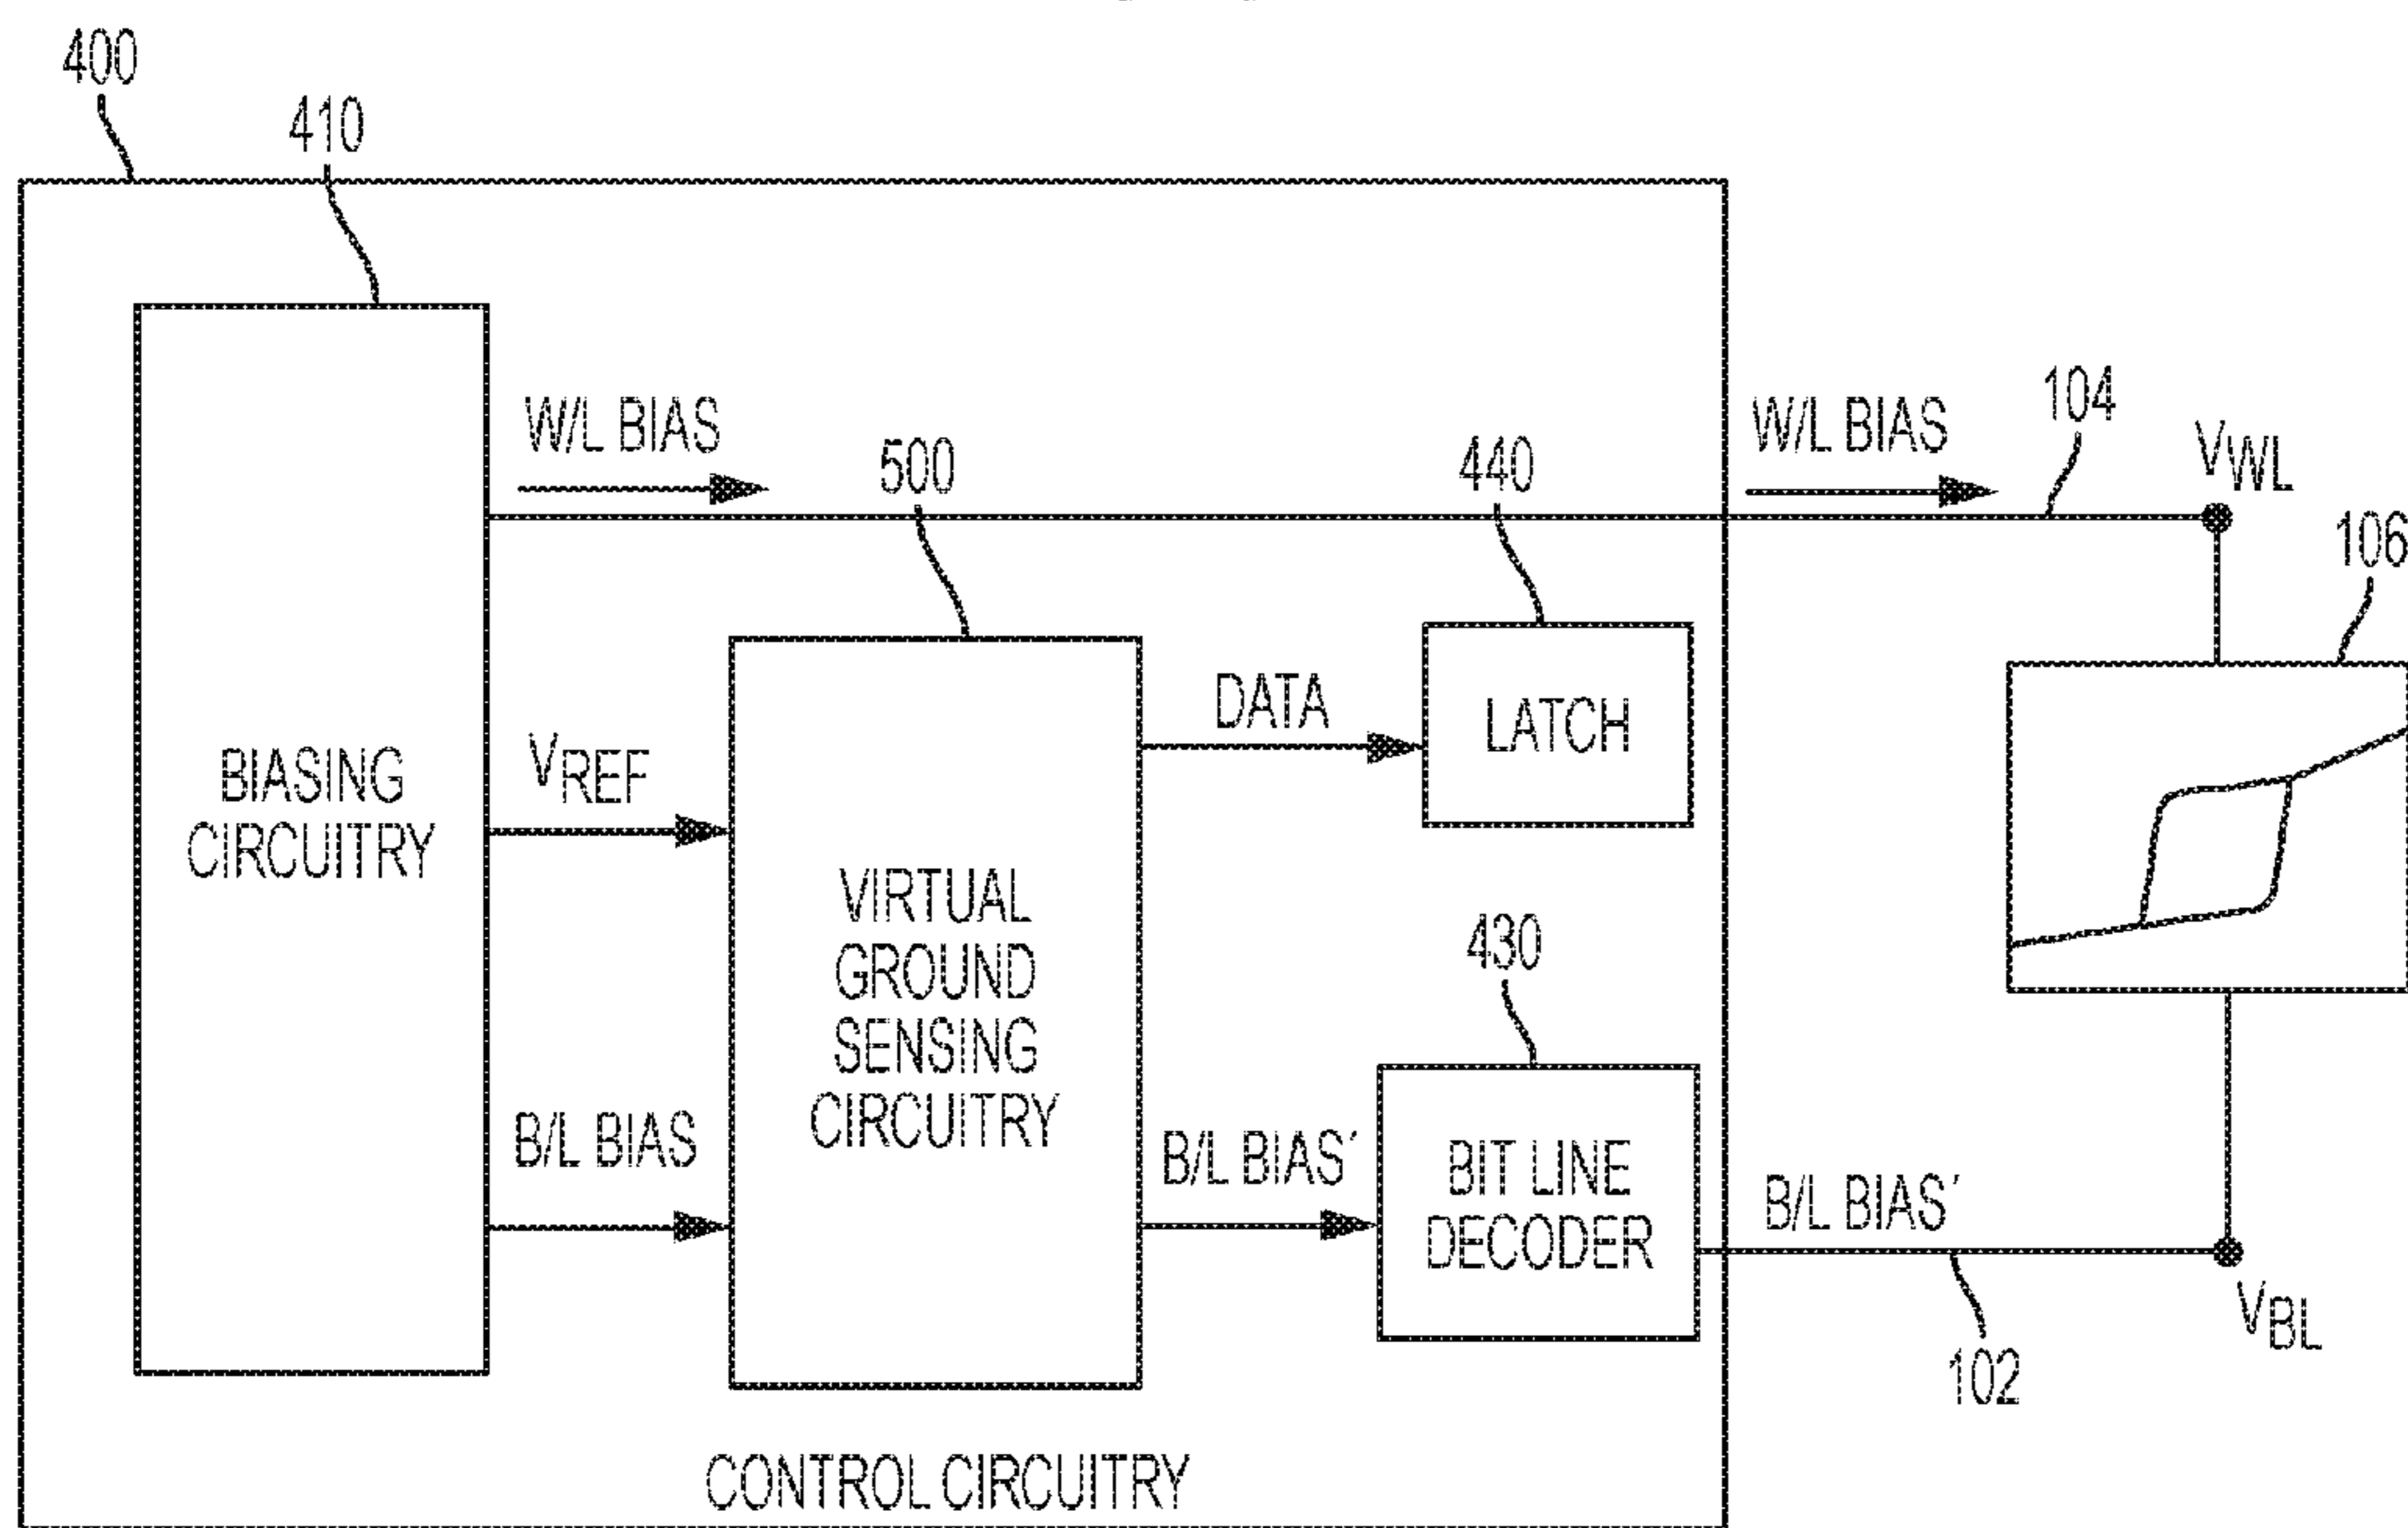 400
410
W/L BIAS
500
440
W/L BIAS
104
VWL
106
BIASING
CIRCUITRY
VREF
DATA
LATCH
VIRTUAL
GROUND
SENSING
CIRCUITRY
430
B/L BIAS
B/L BIAS′
BIT LINE
DECODER
B/L BIAS′
102
VBL
CONTROL CIRCUITRY